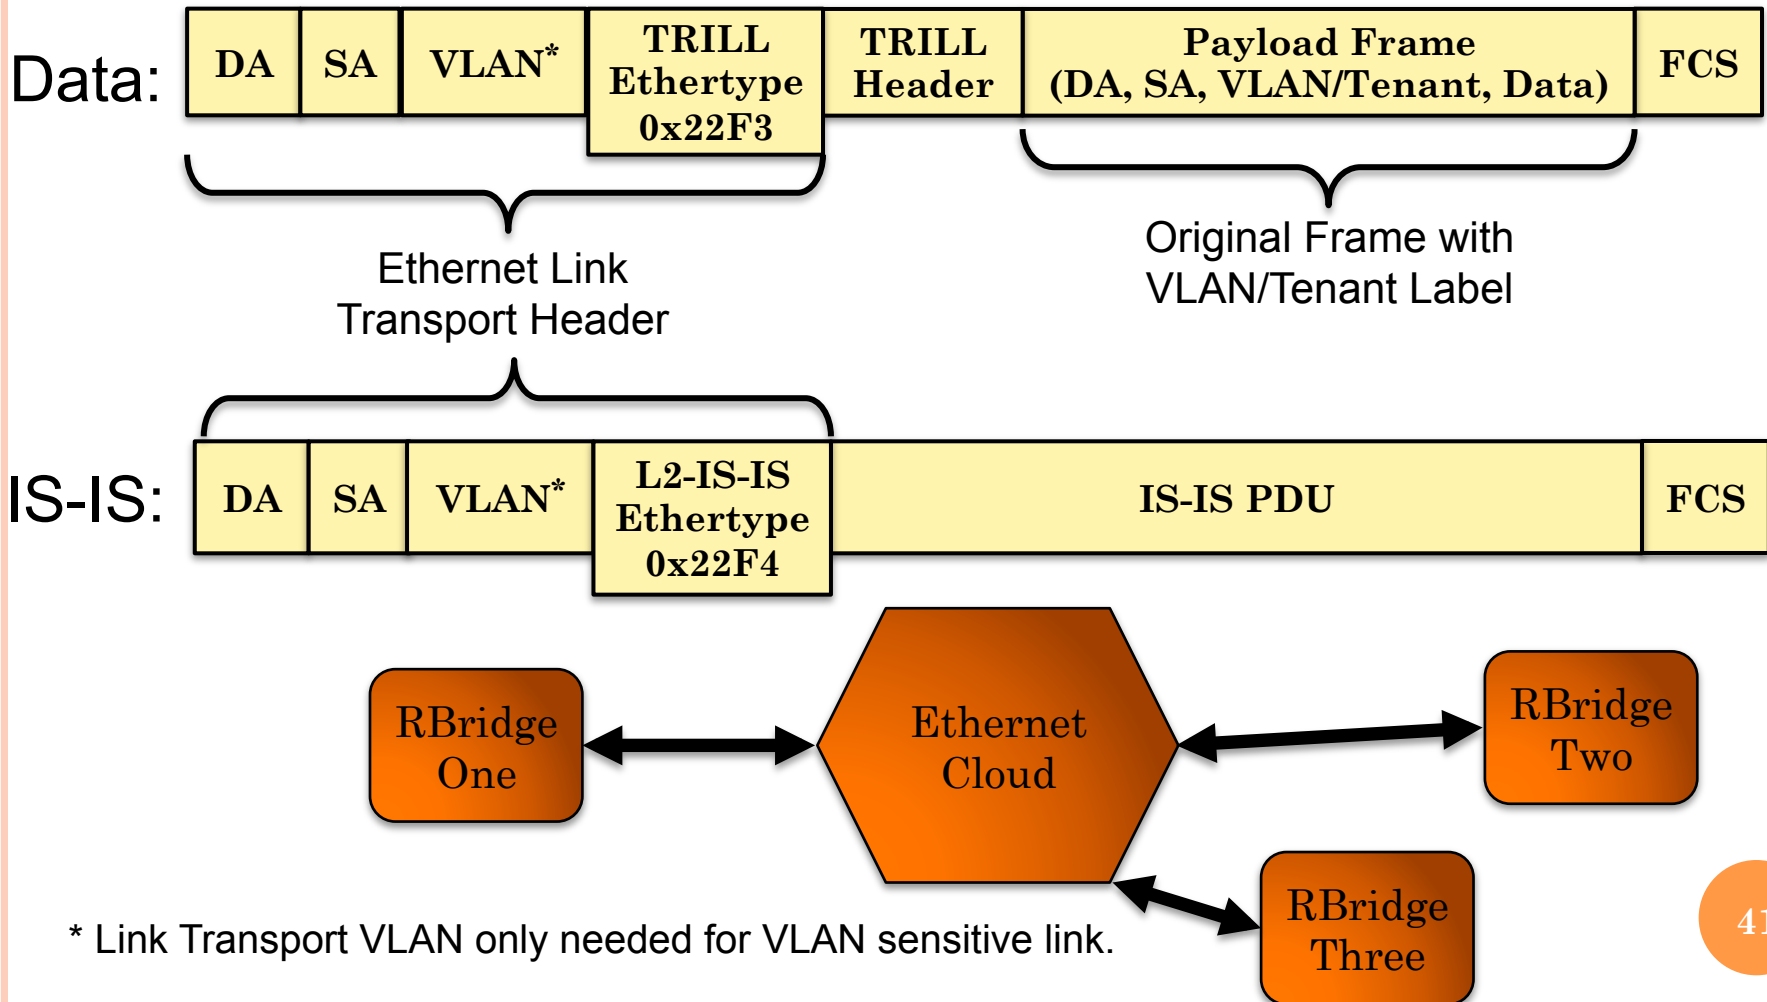 Data:
DA
SA
VLAN*
TRILL
Ethertype
0x22F3
TRILL
Header
Payload Frame
(DA, SA, VLAN/Tenant, Data)
FCS
Ethernet Link
Transport Header
Original Frame with
VLAN/Tenant Label
IS-IS:
DA
SA
VLAN*
L2-IS-IS
Ethertype
0x22F4
IS-IS PDU
FCS
RBridge
One
Ethernet
Cloud
RBridge
Two
RBridge
Three
* Link Transport VLAN only needed for VLAN sensitive link.
41